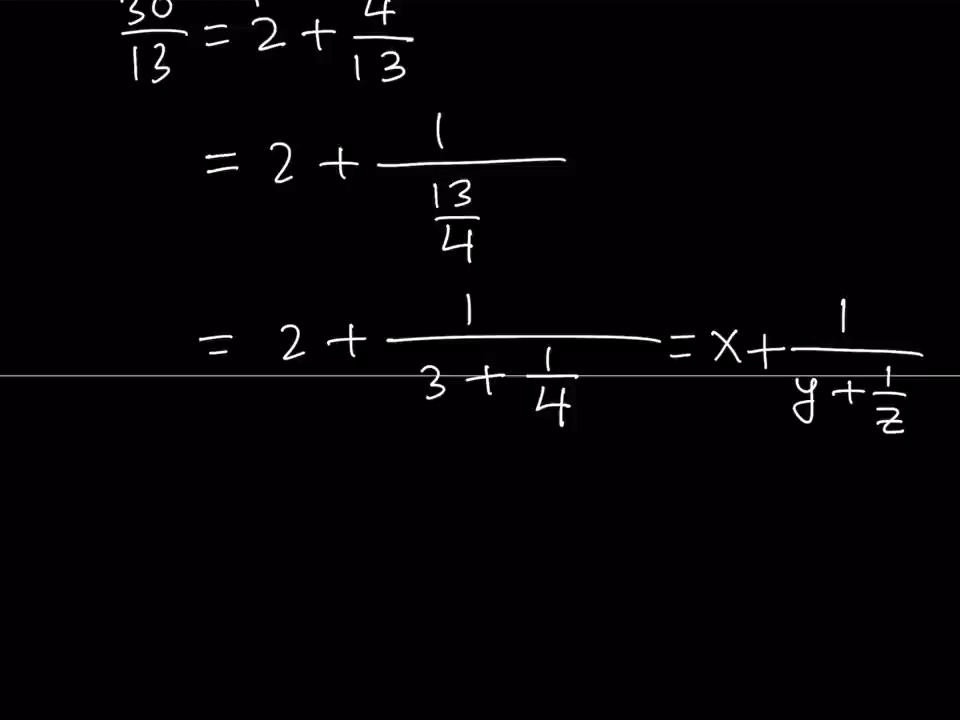 30/13 = 2 + 4/13
= 2 + 1/(13/4)
= 2 + 1/(3 + 1/4) = x + 1/(y + 1/z)